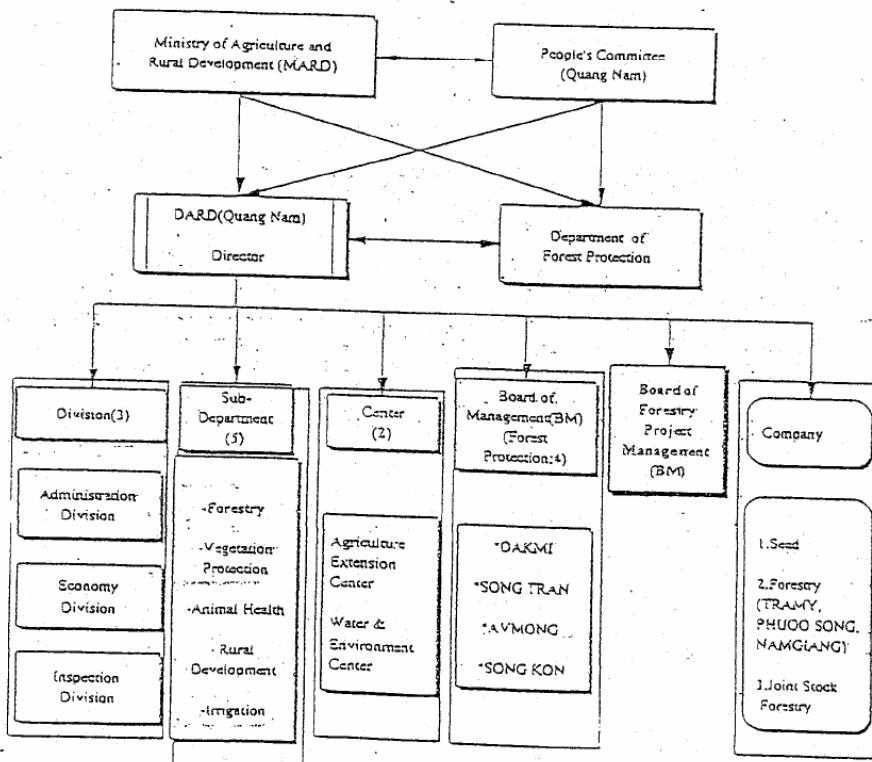 Ministry of Agriculture and
Rural Development (MARD)
People's Committee
(Quang Nam)
DARD(Quang Nam)
Director
Department of
Forest Protection
Division(3)
Administration
Division
Economy
Division
Inspection
Division
Sub-
Department
(5)
-Forestry
-Vegetation
Protection
-Animal Health
- Rural
Development
-Irrigation
Center
(2)
Agriculture
Extension
Center
Water &
Environment
Center
Board of
Management(BM)
(Forest
Protection:4)
*DAKMI
*SONG TRAN
*AVMONG
*SONG KON
Board of
Forestry
Project
Management
(BM)
Company
1.Seed
2.Forestry
(TRAMY,
PHUOO SONG,
NAMGIANG)
3.Joint Stock
Forestry